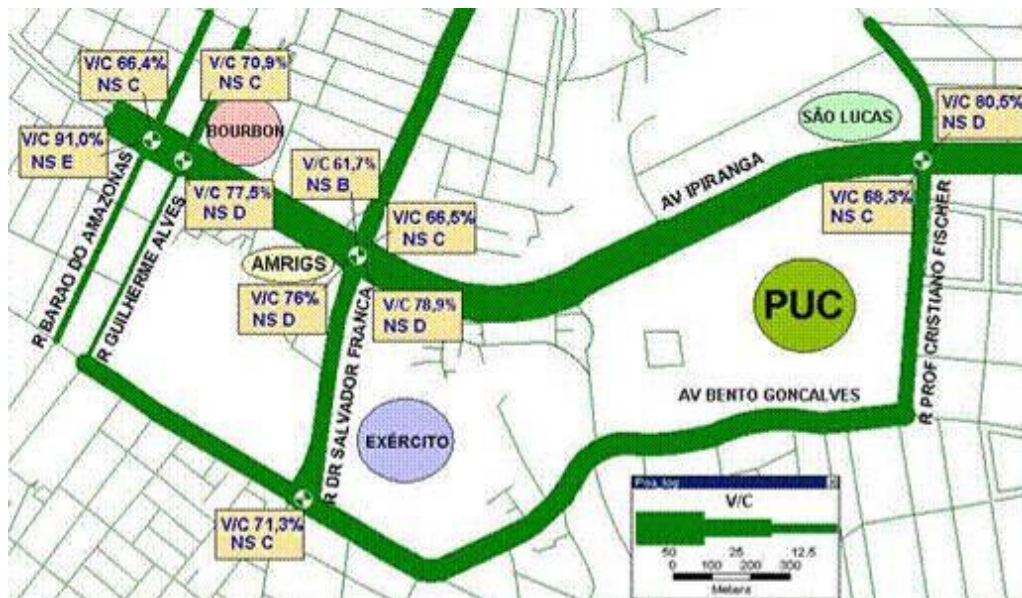 V/C 66,4%
NS C
V/C 70,9%
NS C
BOURBON
V/C 91,0%
NS E
V/C 77,5%
NS D
V/C 61,7%
NS B
V/C 66,5%
NS C
AMRIGS
V/C 76%
NS D
V/C 78,9%
NS D
SÃO LUCAS
V/C 80,5%
NS D
V/C 68,3%
NS C
AV IPIRANGA
R BARAO DO AMAZONAS
R GUILHERME ALVES
R DR SALVADOR FRANCA
R PROF CRISTIANO FISCHER
PUC
AV BENTO GONCALVES
EXÉRCITO
V/C 71,3%
NS C
V/C
50 25 12,5
0 100 200 300
Meters